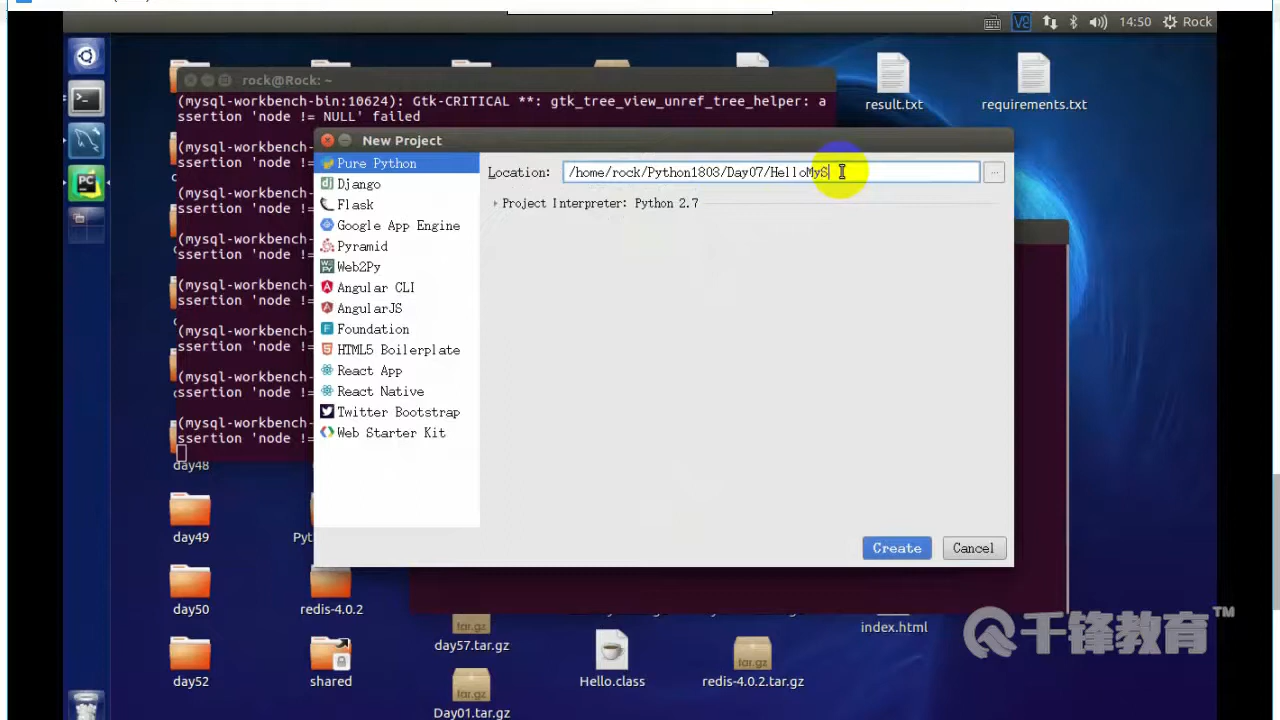 14:50 Rock
rock@Rock: ~
(mysql-workbench-bin:10624): Gtk-CRITICAL **: gtk_tree_view_unref_tree_helper: a
ssertion 'node != NULL' failed
result.txt
requirements.txt
New Project
Pure Python
Django
Flask
Google App Engine
Pyramid
Web2Py
Angular CLI
AngularJS
Foundation
HTML5 Boilerplate
React App
React Native
Twitter Bootstrap
Web Starter Kit
Location: /home/rock/Python1803/Day07/HelloMyS
Project Interpreter: Python 2.7
Create Cancel
(mysql-workbench-
ssertion 'node !=
(mysql-workbench-
ssertion 'node !=
(mysql-workbench-
ssertion 'node !=
(mysql-workbench-
ssertion 'node !=
(mysql-workbench-
ssertion 'node !=
(mysql-workbench-
ssertion 'node !=
(mysql-workbench-
ssertion 'node !=
day48
day49
day50
redis-4.0.2
index.html
千锋教育™
day57.tar.gz
day52
shared
Hello.class
redis-4.0.2.tar.gz
Day01.tar.gz